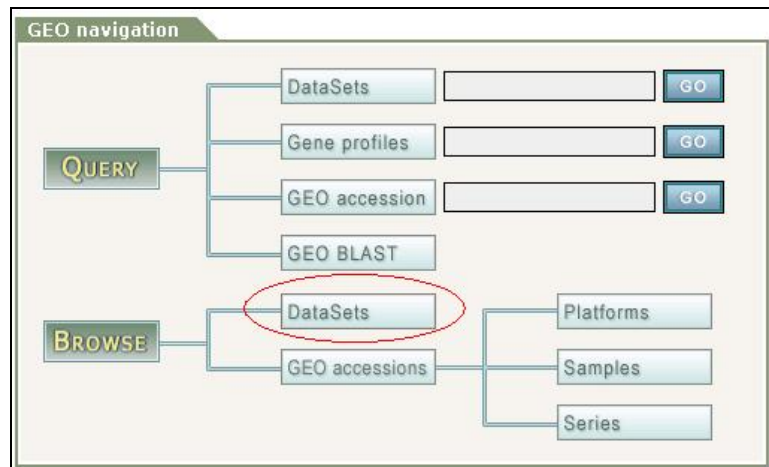 GEO navigation
QUERY
DataSets GO
Gene profiles GO
GEO accession GO
GEO BLAST
BROWSE
DataSets
GEO accessions
Platforms
Samples
Series